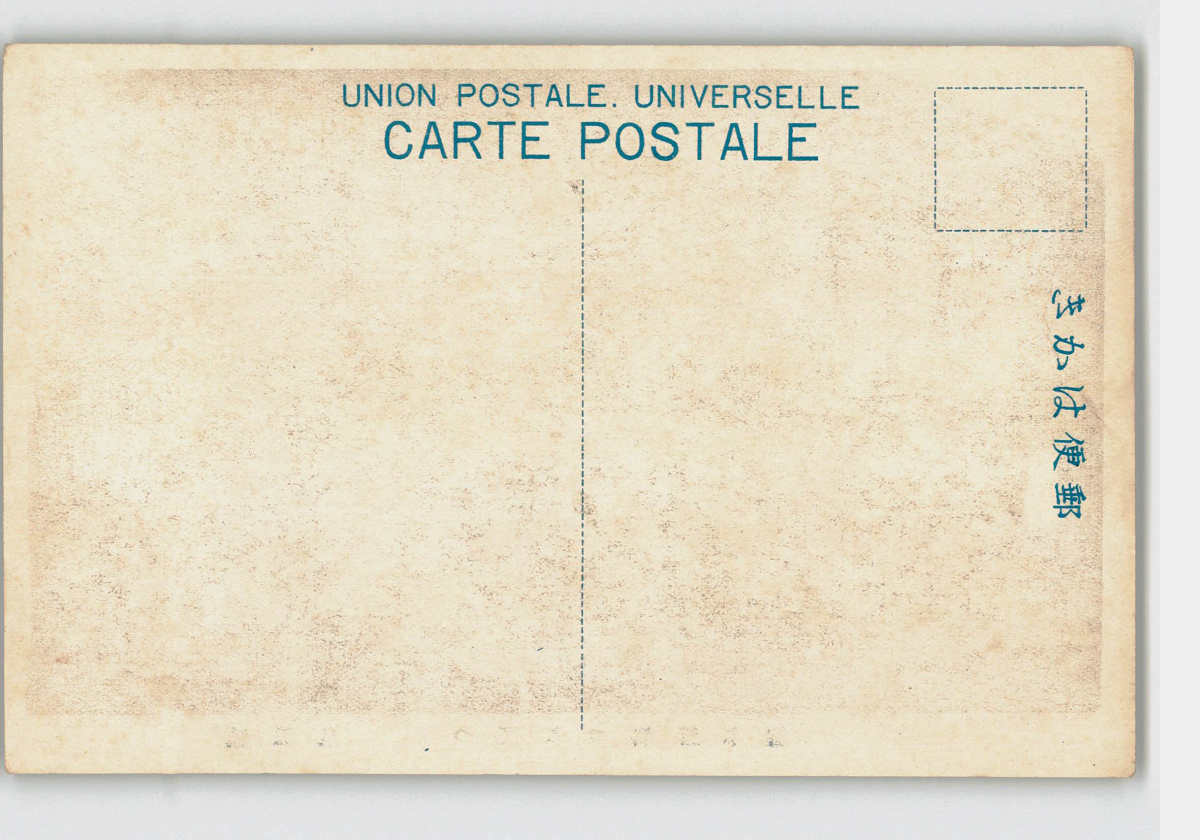 UNION POSTALE. UNIVERSELLE
CARTE POSTALE
郵便はかき